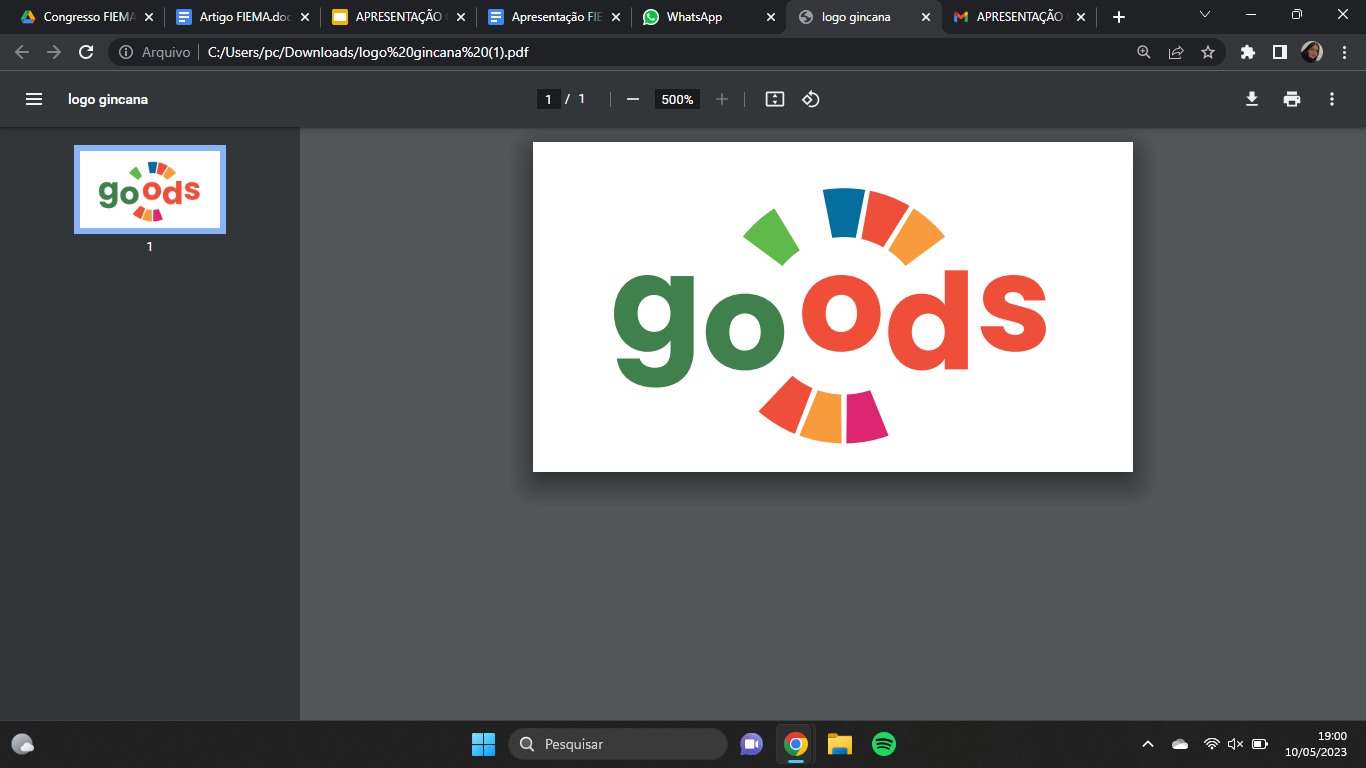 Congresso FIEMA
Artigo FIEMA.doc
APRESENTAÇÃO
Apresentação FIE
WhatsApp
logo gincana
APRESENTAÇÃO
Arquivo C:/Users/pc/Downloads/logo%20gincana%20(1).pdf
logo gincana
1 / 1
500%
goods
1
goods
Pesquisar
19:00
10/05/2023